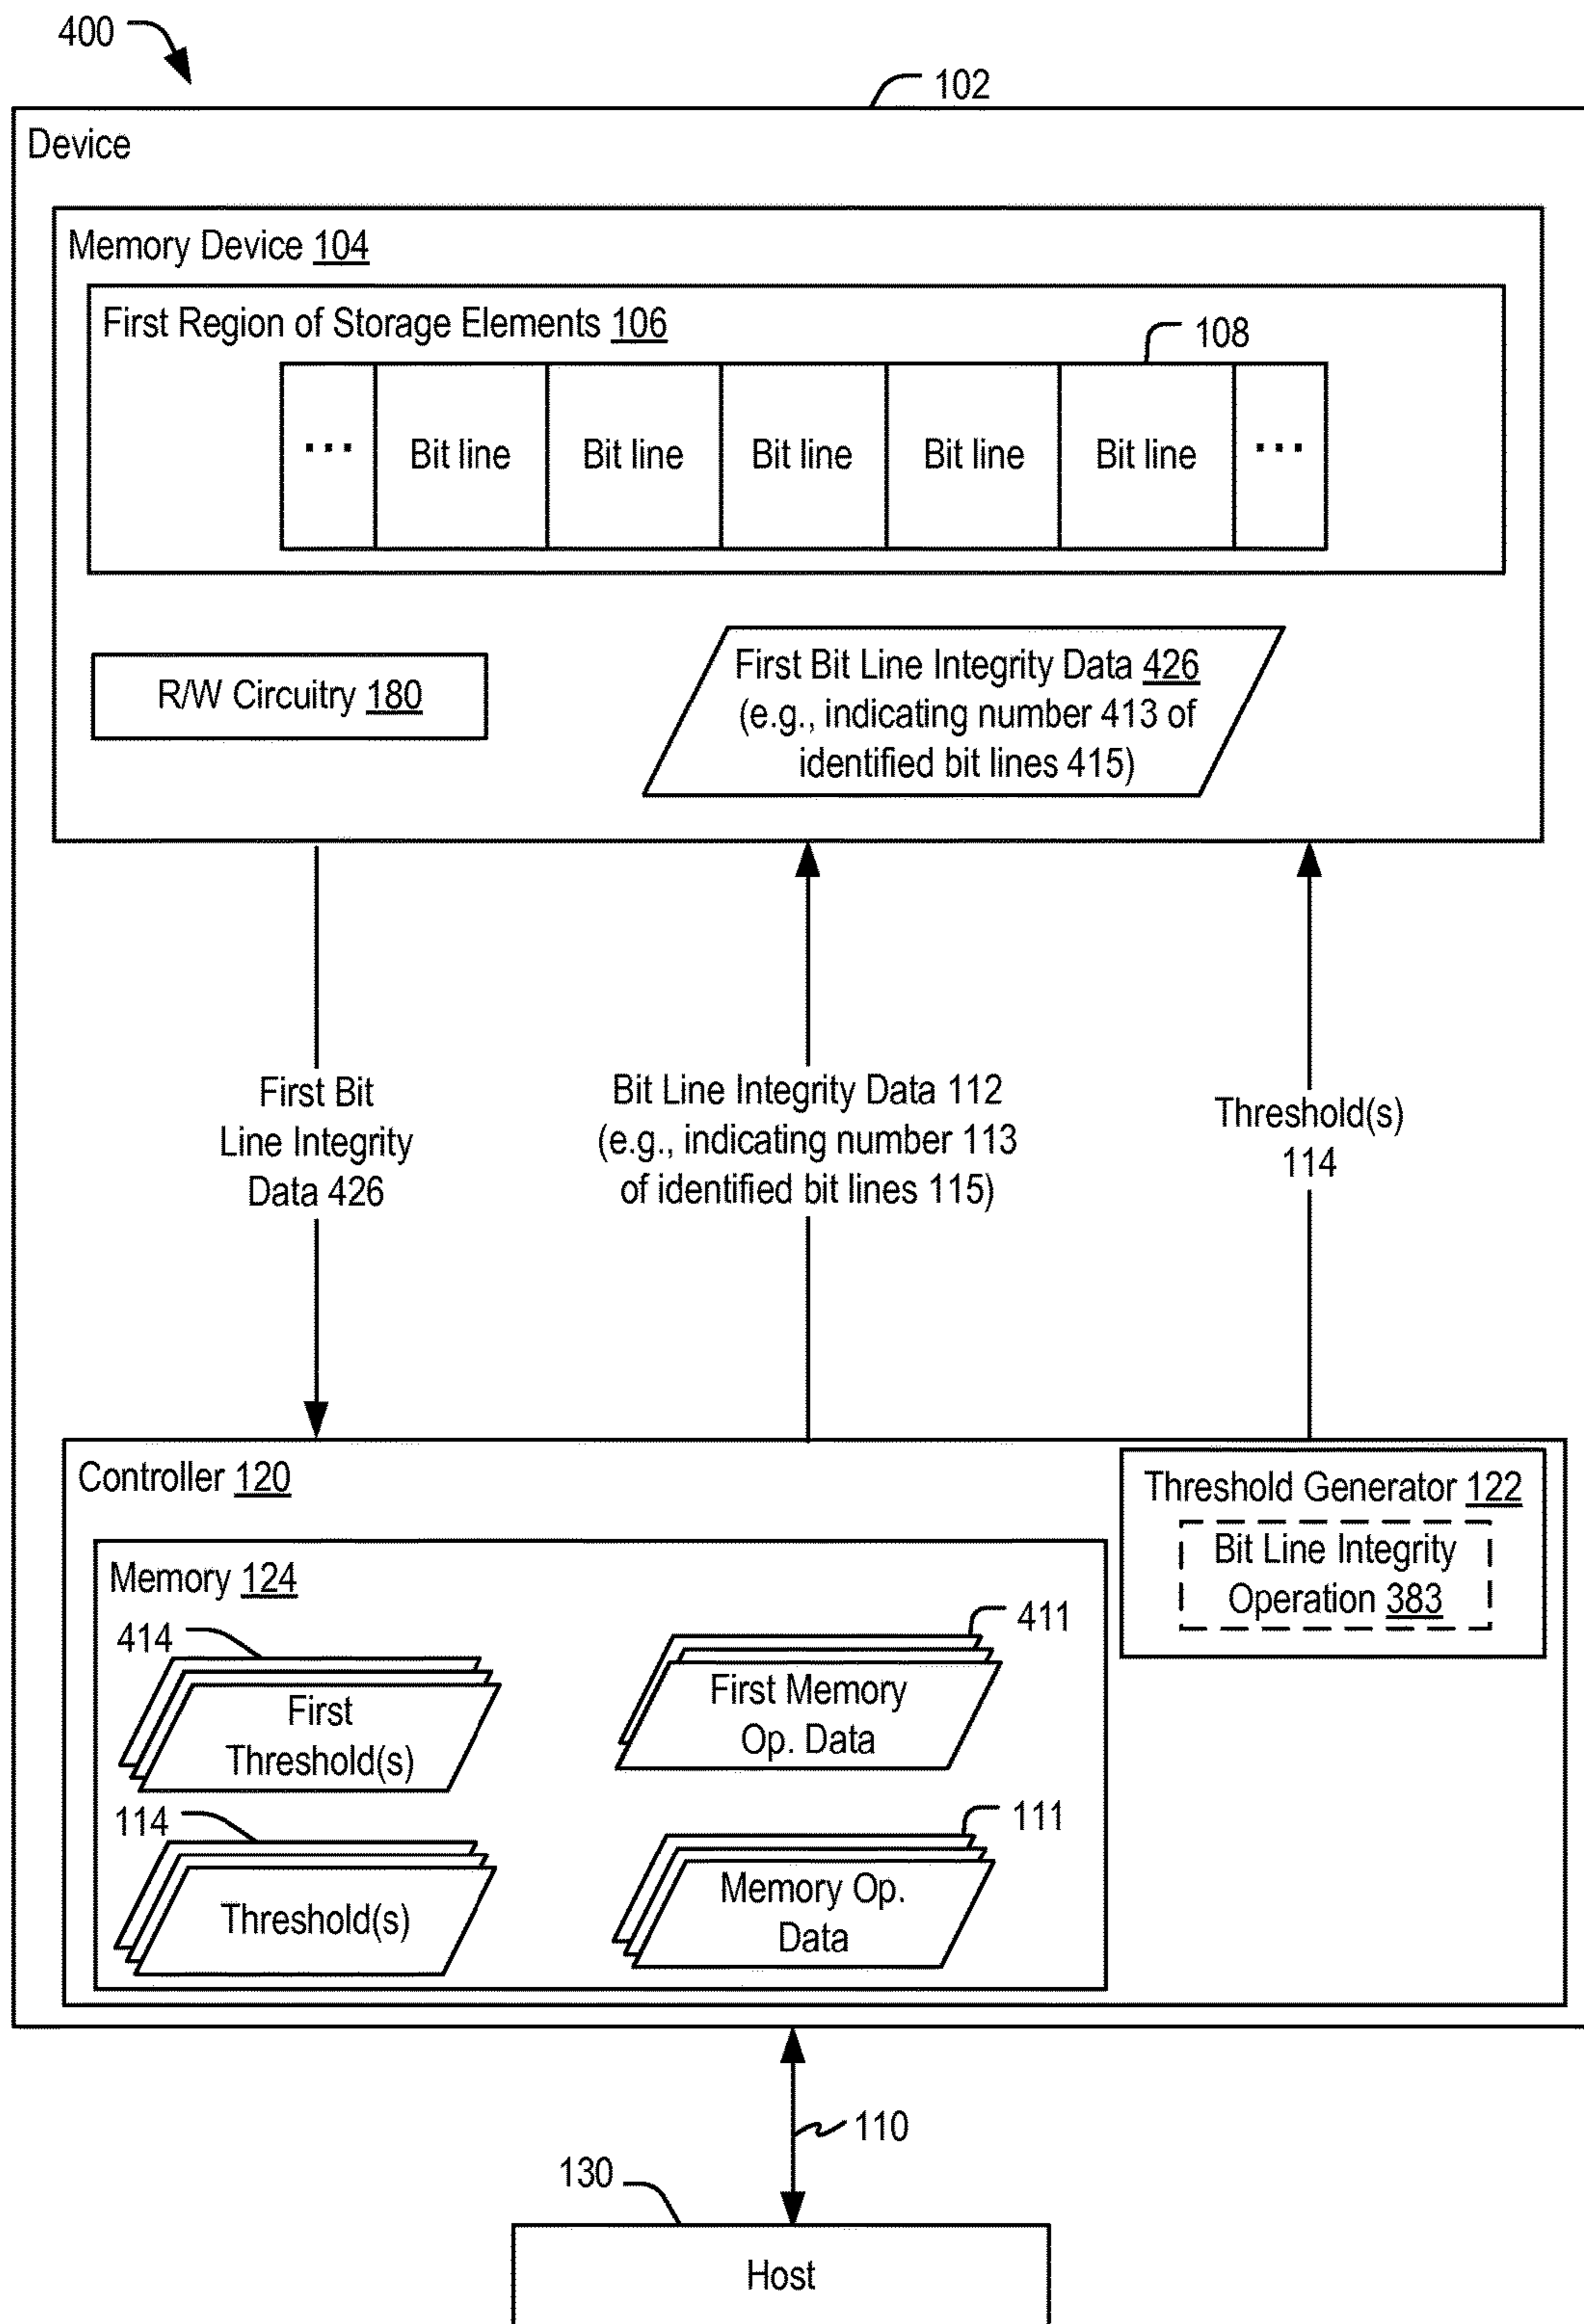 400
102
Device
Memory Device 104
First Region of Storage Elements 106
108
... Bit line Bit line Bit line Bit line Bit line ...
R/W Circuitry 180
First Bit Line Integrity Data 426
(e.g., indicating number 413 of
identified bit lines 415)
First Bit
Line Integrity
Data 426
Bit Line Integrity Data 112
(e.g., indicating number 113
of identified bit lines 115)
Threshold(s)
114
Controller 120
Threshold Generator 122
Bit Line Integrity
Operation 383
Memory 124
414
First
Threshold(s)
411
First Memory
Op. Data
114
Threshold(s)
111
Memory Op.
Data
110
130
Host